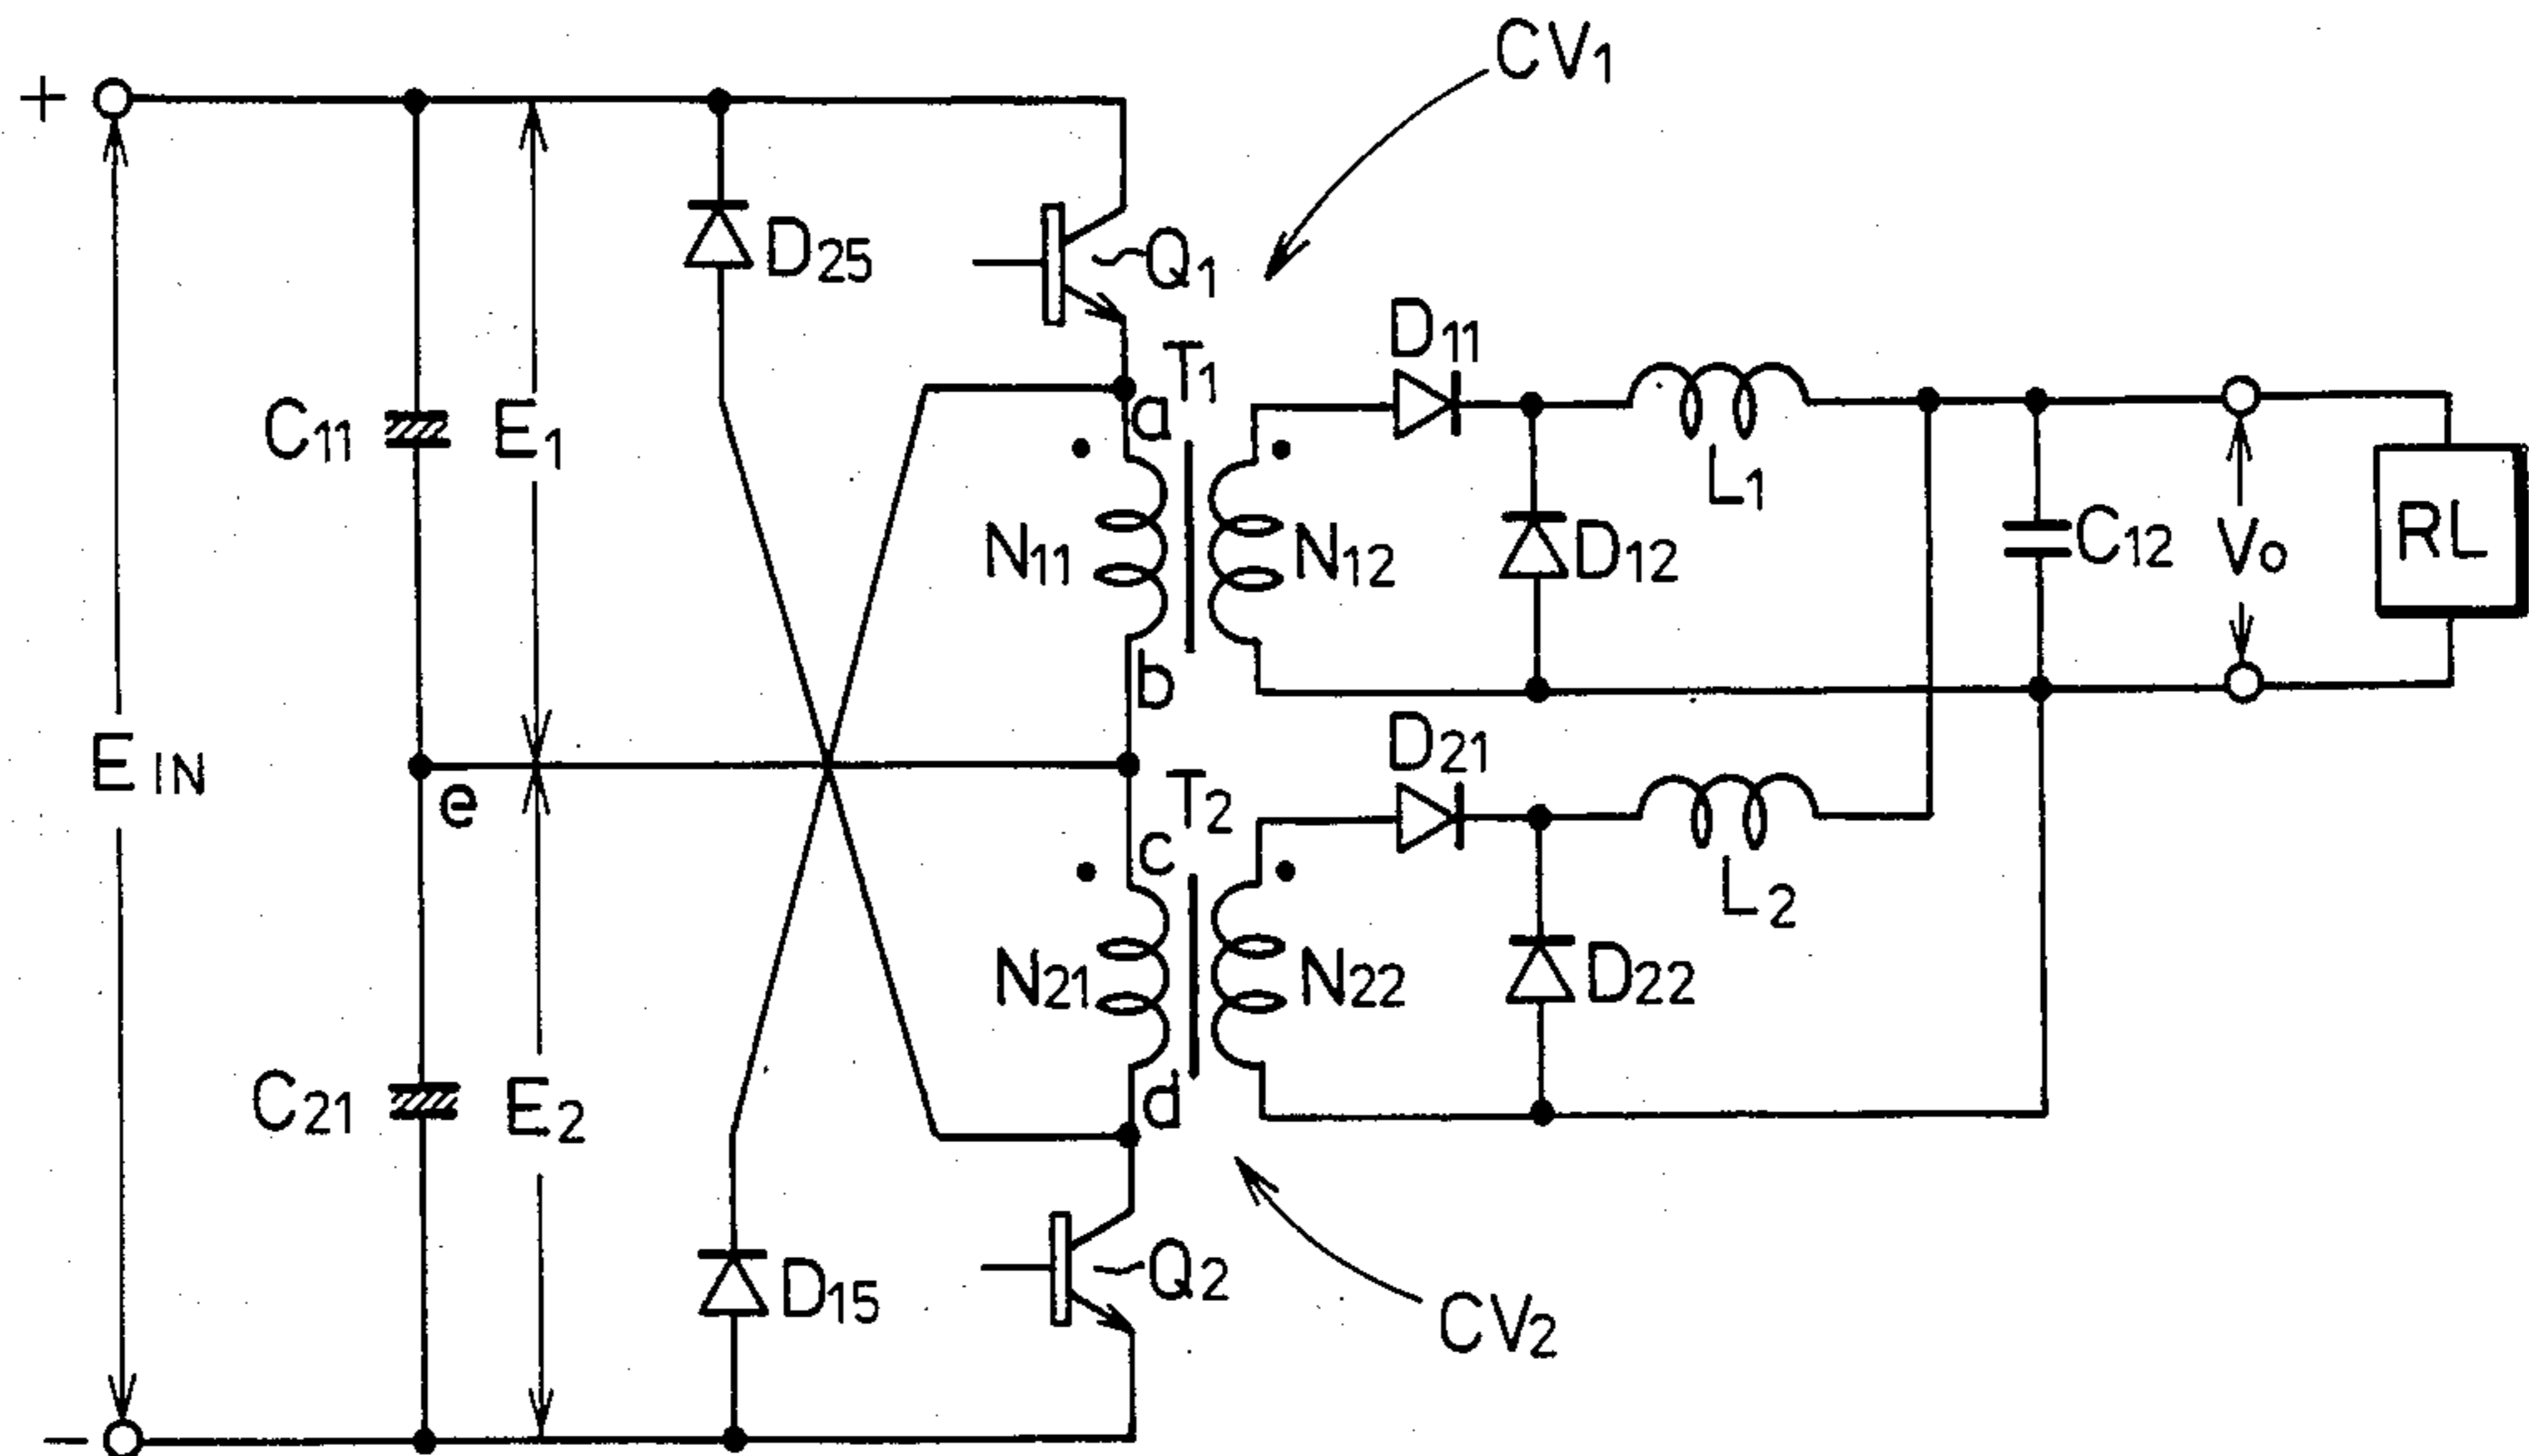 CV1
+
D25
Q1
D11
T1
a
C11
E1
L1
N11
N12
D12
C12
Vo
RL
b
EIN
e
D21
T2
c
L2
N21
N22
D22
C21
E2
d
D15
Q2
CV2
-